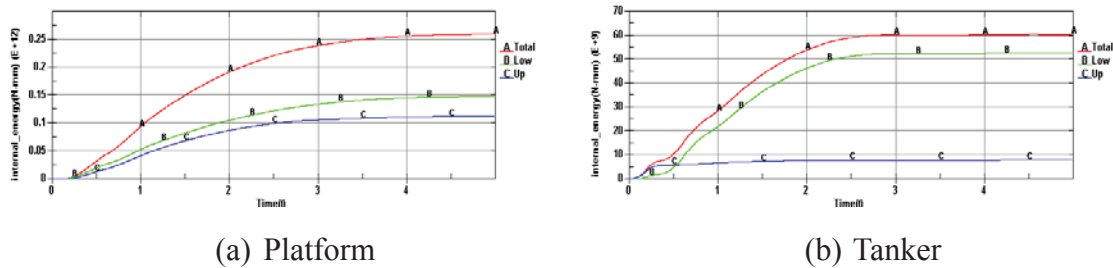 internal_energy(N-mm) (E+12)
0.25
0.2
0.15
0.1
0.05
0
0 1 2 3 4
A A A A A
B B B B B
C C C C C
A Total
B Low
C Up
(a) Platform
internal_energy(N-mm) (E+9)
70
60
50
40
30
20
10
0
0 1 2 3 4
A A A A A
B B B B B
C C C C C
A Total
B Low
C Up
(b) Tanker